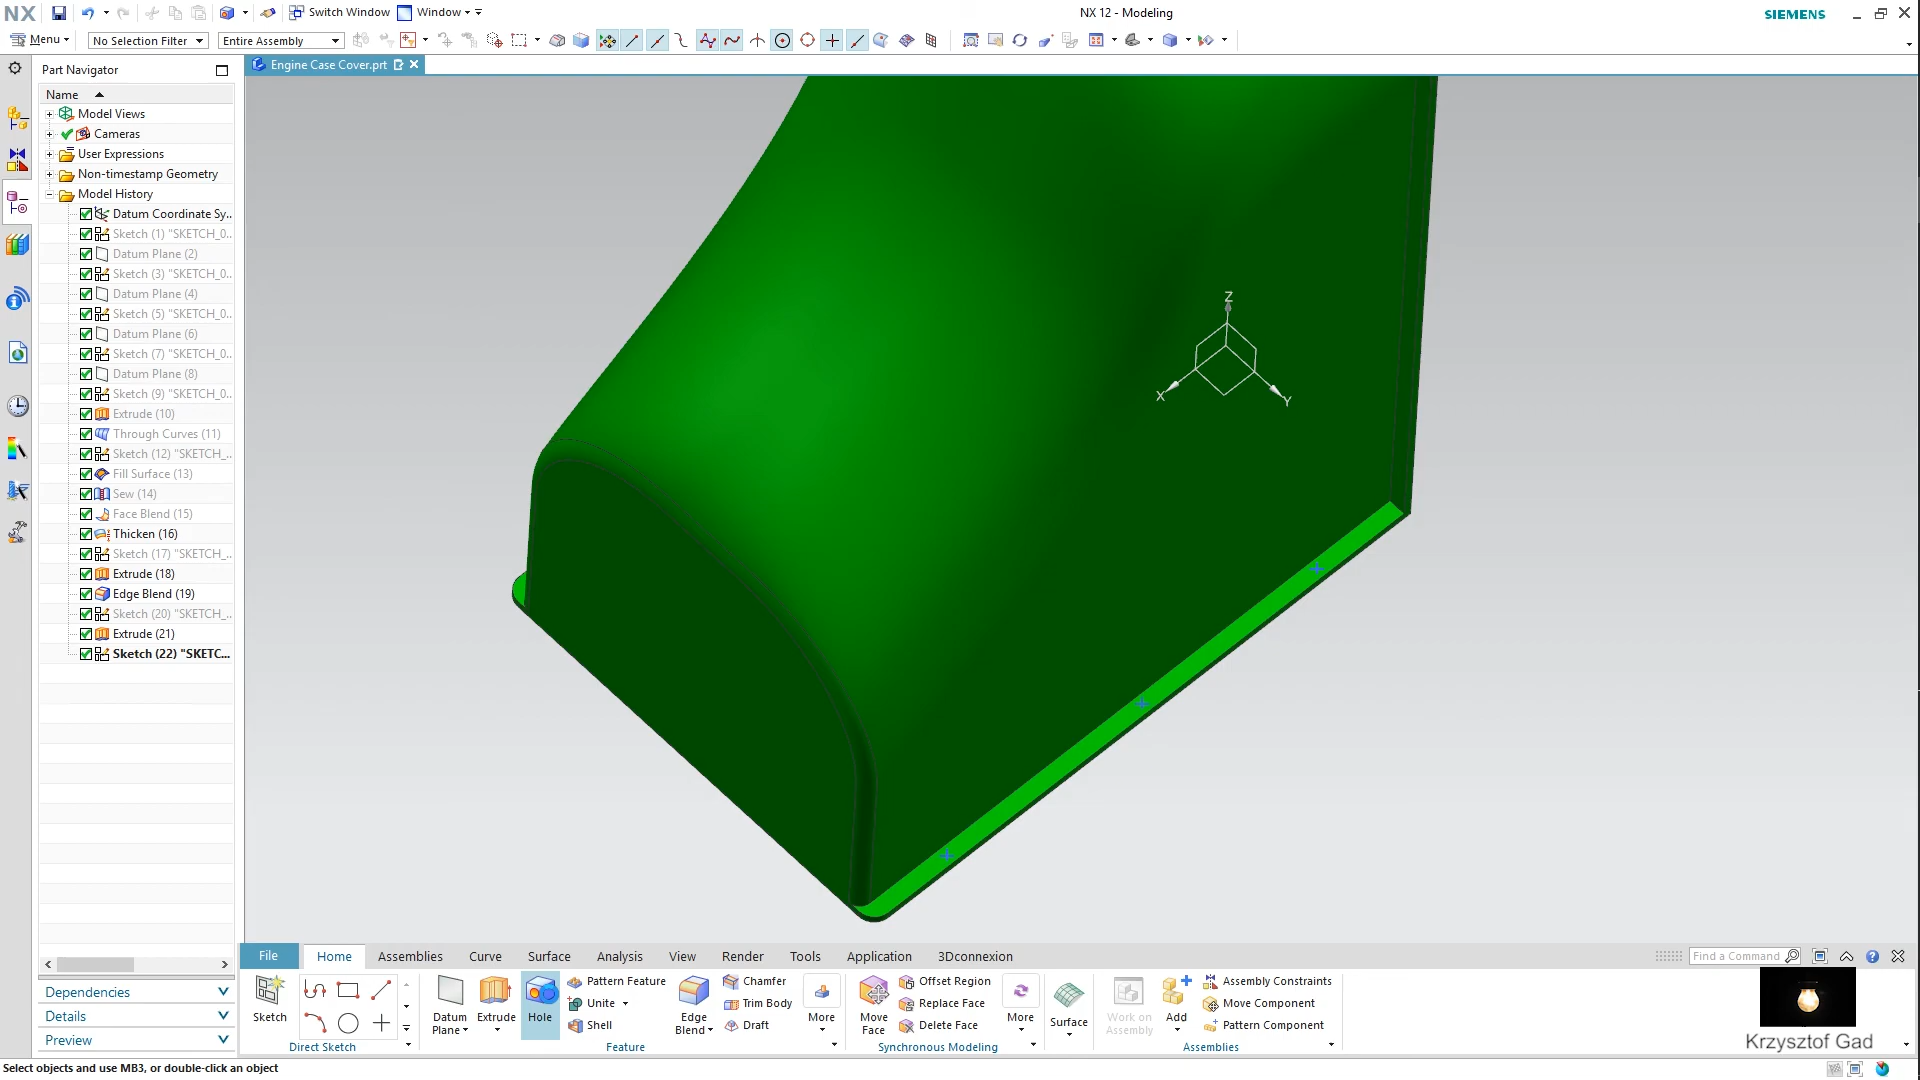 NX
Switch Window
Window
NX 12 - Modeling
SIEMENS
Menu
No Selection Filter
Entire Assembly
Part Navigator
Engine Case Cover.prt
Name
Model Views
Cameras
User Expressions
Non-timestamp Geometry
Model History
Datum Coordinate Sy..
Sketch (1) "SKETCH_0..
Datum Plane (2)
Sketch (3) "SKETCH_0..
Datum Plane (4)
Sketch (5) "SKETCH_0..
Datum Plane (6)
Sketch (7) "SKETCH_0..
Datum Plane (8)
Sketch (9) "SKETCH_0..
Extrude (10)
Through Curves (11)
Sketch (12) "SKETCH_..
Fill Surface (13)
Sew (14)
Face Blend (15)
Thicken (16)
Sketch (17) "SKETCH_..
Extrude (18)
Edge Blend (19)
Sketch (20) "SKETCH_..
Extrude (21)
Sketch (22) "SKETC...
Z
X
Y
File
Home
Assemblies
Curve
Surface
Analysis
View
Render
Tools
Application
3Dconnexion
Find a Command
Dependencies
Details
Preview
Sketch
Direct Sketch
Datum Plane
Extrude
Hole
Pattern Feature
Unite
Shell
Edge Blend
Chamfer
Trim Body
Draft
More
Feature
Move Face
Offset Region
Replace Face
Delete Face
More
Synchronous Modeling
Surface
Work on Assembly
Add
Assembly Constraints
Move Component
Pattern Component
Assemblies
Krzysztof Gad
Select objects and use MB3, or double-click an object